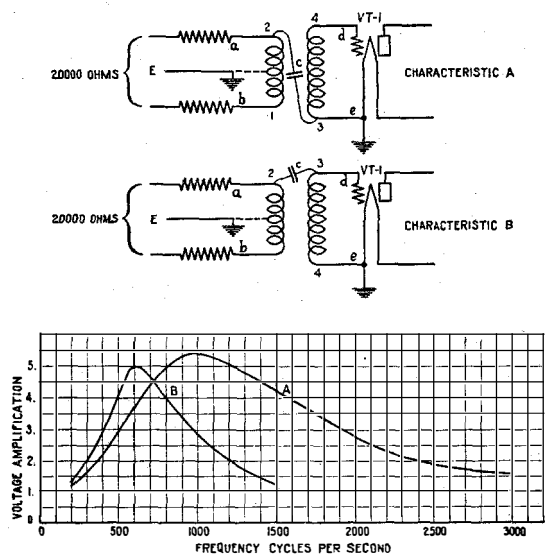 2 4 VT-1
a d
20000 OHMS E c CHARACTERISTIC A
b e
1 3
2 c 3 VT-1
a d
20000 OHMS E CHARACTERISTIC B
b e
4
VOLTAGE AMPLIFICATION
5.
4.
3.
2.
1.
0
B
A
0 500 1000 1500 2000 2500 3000
FREQUENCY CYCLES PER SECOND